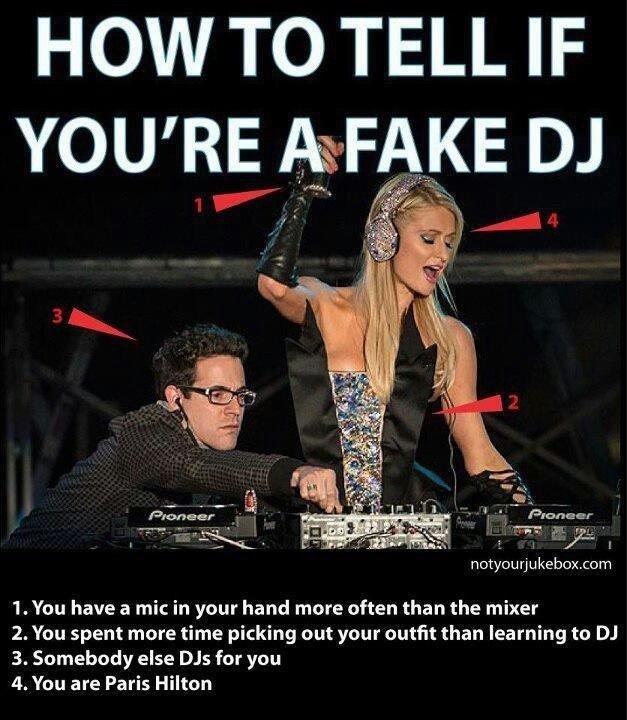 HOW TO TELL IF
YOU'RE A FAKE DJ
1
4
3
2
Pioneer
Pioneer
notyourjukebox.com
1. You have a mic in your hand more often than the mixer
2. You spent more time picking out your outfit than learning to DJ
3. Somebody else DJs for you
4. You are Paris Hilton